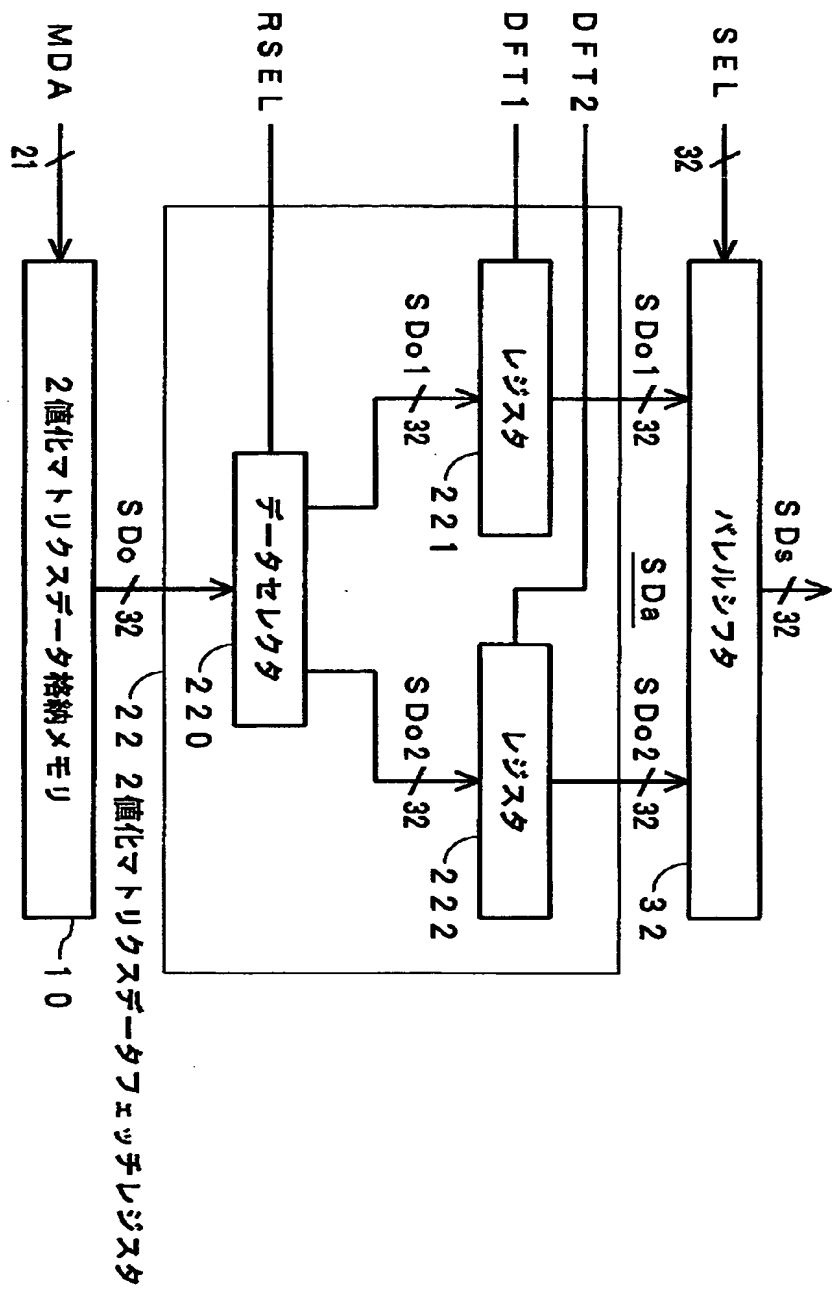 MDA
21
2値化マトリクスデータ格納メモリ
10
SDo
32
22 2値化マトリクスデータフェッチレジスタ
RSEL
データセレクタ
220
SDo1
32
SDo2
32
DFT1
レジスタ
221
レジスタ
222
DFT2
SDa
SDo1
32
SDo2
32
SEL
32
バレルシフタ
32
SDs
32